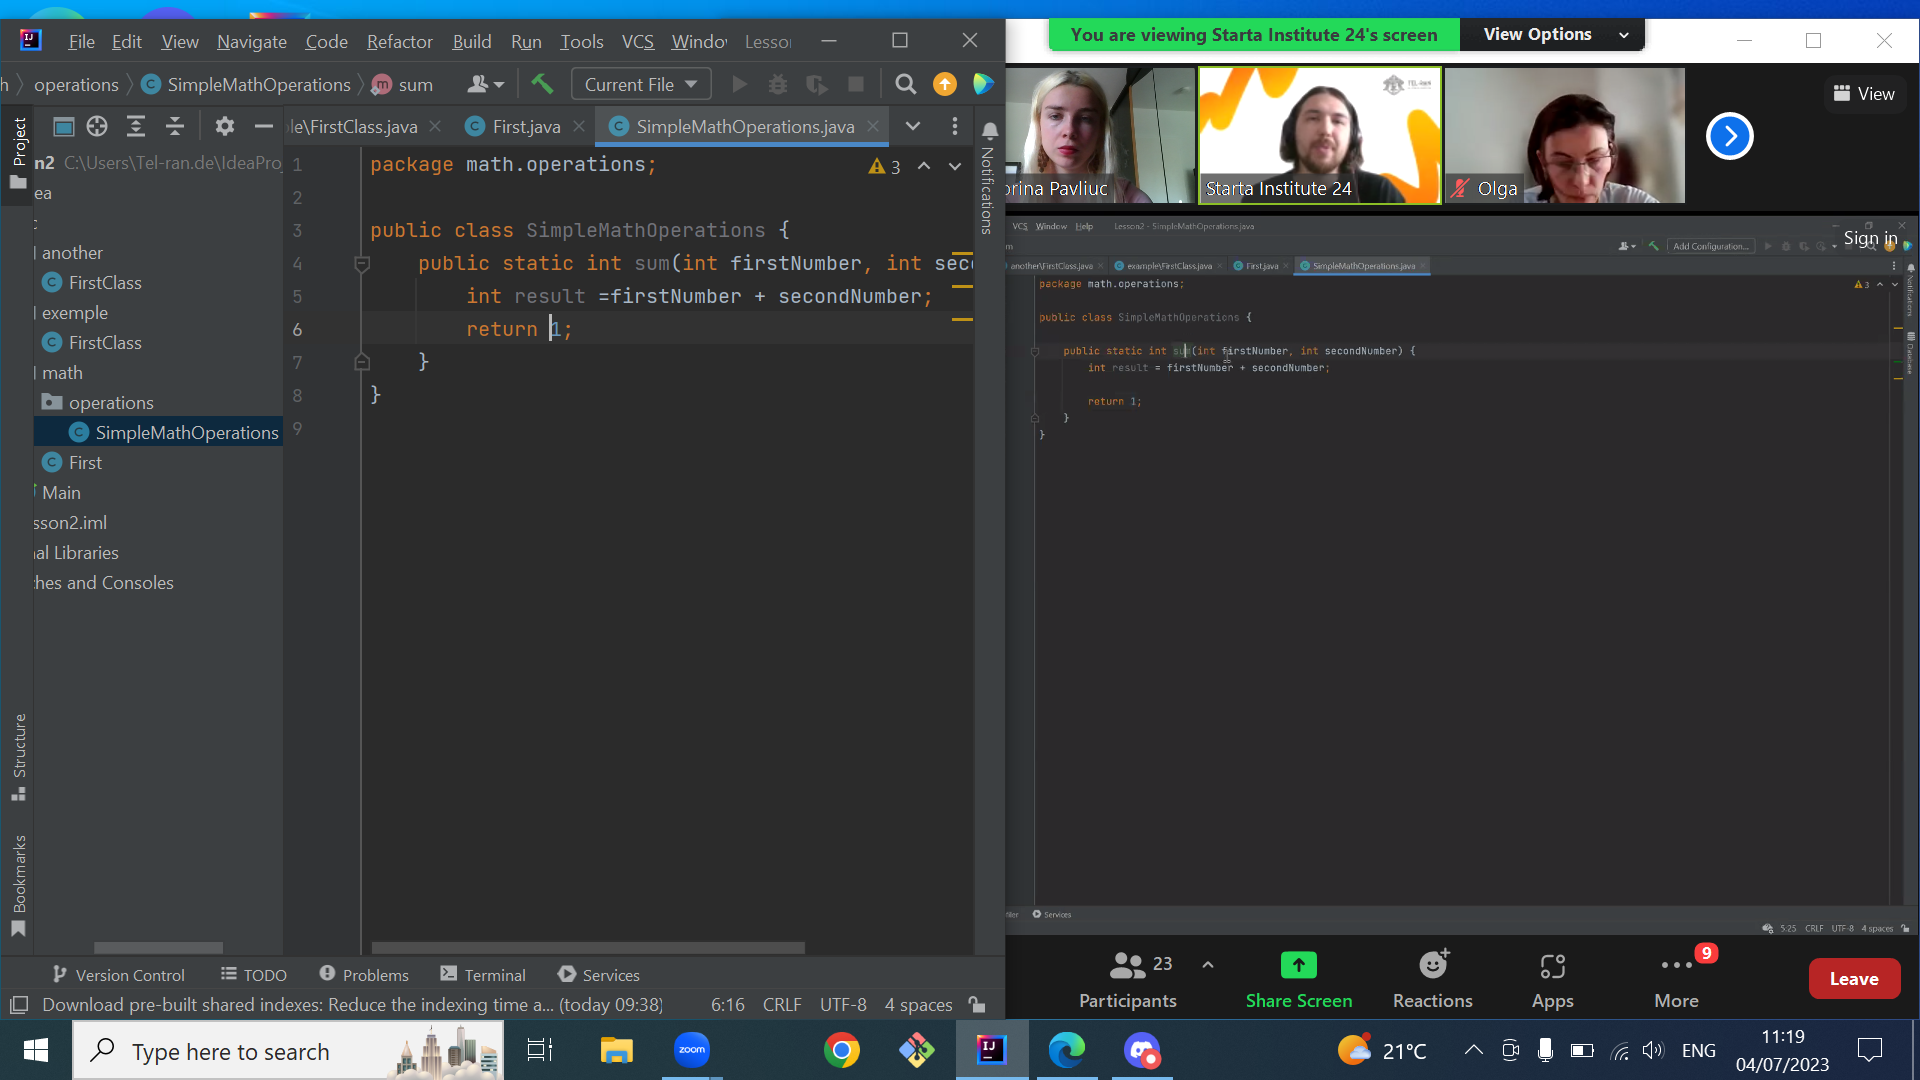 File Edit View Navigate Code Refactor Build Run Tools VCS Windo Lesso
operations SimpleMathOperations sum Current File
Project
n2 C:\Users\Tel-ran.de\IdeaPro
ea
another
FirstClass
exemple
FirstClass
math
operations
SimpleMathOperations
First
Main
sson2.iml
al Libraries
ches and Consoles
Structure
Bookmarks
le\FirstClass.java First.java SimpleMathOperations.java
Notifications
3
1 package math.operations;
2
3 public class SimpleMathOperations {
4 public static int sum(int firstNumber, int sec
5 int result =firstNumber + secondNumber;
6 return 1;
7 }
8 }
9
Version Control TODO Problems Terminal Services
Download pre-built shared indexes: Reduce the indexing time a... (today 09:38) 6:16 CRLF UTF-8 4 spaces
You are viewing Starta Institute 24's screen View Options
View
rina Pavliuc
Starta Institute 24
TEL-RAN
Olga
Sign in
VCS Window Help Lesson2 - SimpleMathOperations.java
Add Configuration...
another\FirstClass.java example\FirstClass.java First.java SimpleMathOperations.java
Notifications
Database
3
package math.operations;
public class SimpleMathOperations {
public static int sum(int firstNumber, int secondNumber) {
int result = firstNumber + secondNumber;
return 1;
}
}
Services
5:25 CRLF UTF-8 4 spaces
23 9
Participants Share Screen Reactions Apps More Leave
Type here to search
zoom
21°C ENG
11:19
04/07/2023